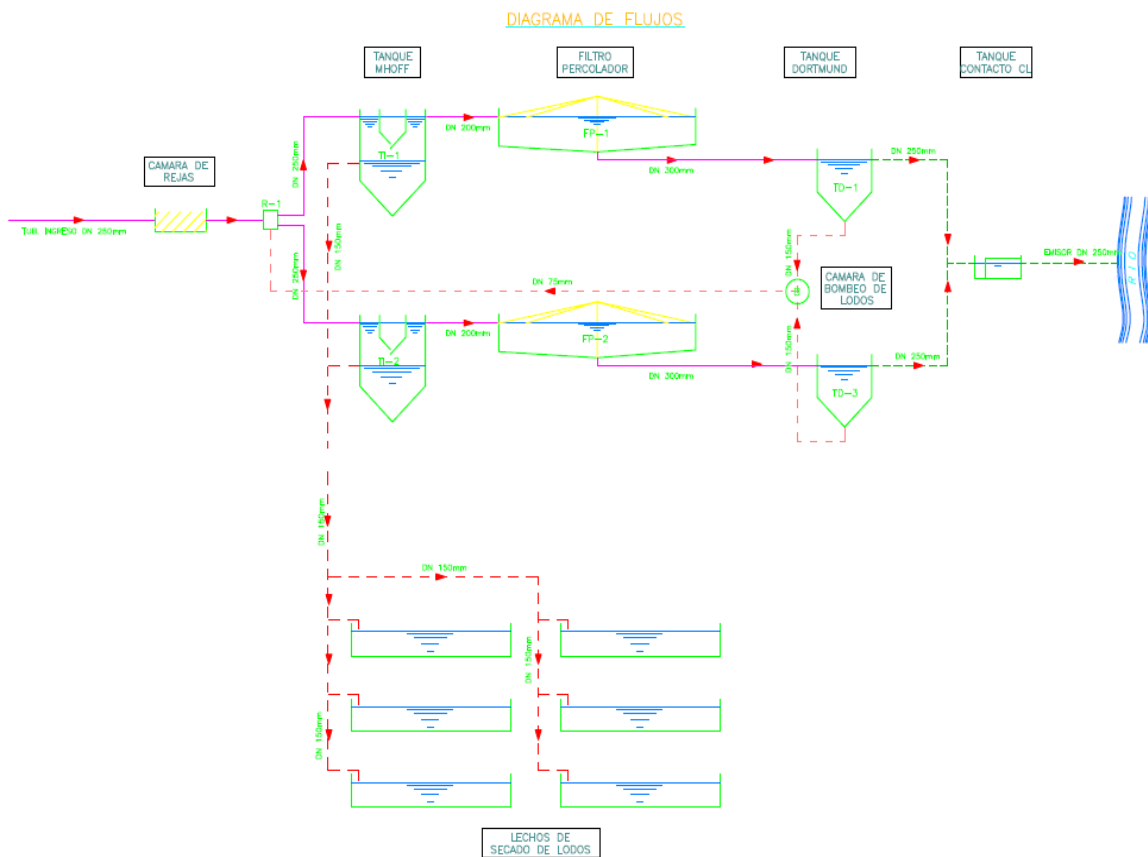 DIAGRAMA DE FLUJOS
TANQUE
MHOFF
FILTRO
PERCOLADOR
TANQUE
DORTMUND
TANQUE
CONTACTO CL
CAMARA DE
REJAS
TUB. INGRESO DN 250mm
R-1
DN 250mm
DN 250mm
TI-1
DN 200mm
FP-1
DN 300mm
TD-1
DN 250mm
DN 150mm
DN 150mm
DN 75mm
B
CAMARA DE
BOMBEO DE
LODOS
DN 150mm
EMISOR DN 250mm
RIO
TI-2
DN 200mm
FP-2
DN 300mm
TD-3
DN 250mm
DN 150mm
DN 150mm
DN 150mm
DN 150mm
LECHOS DE
SECADO DE LODOS